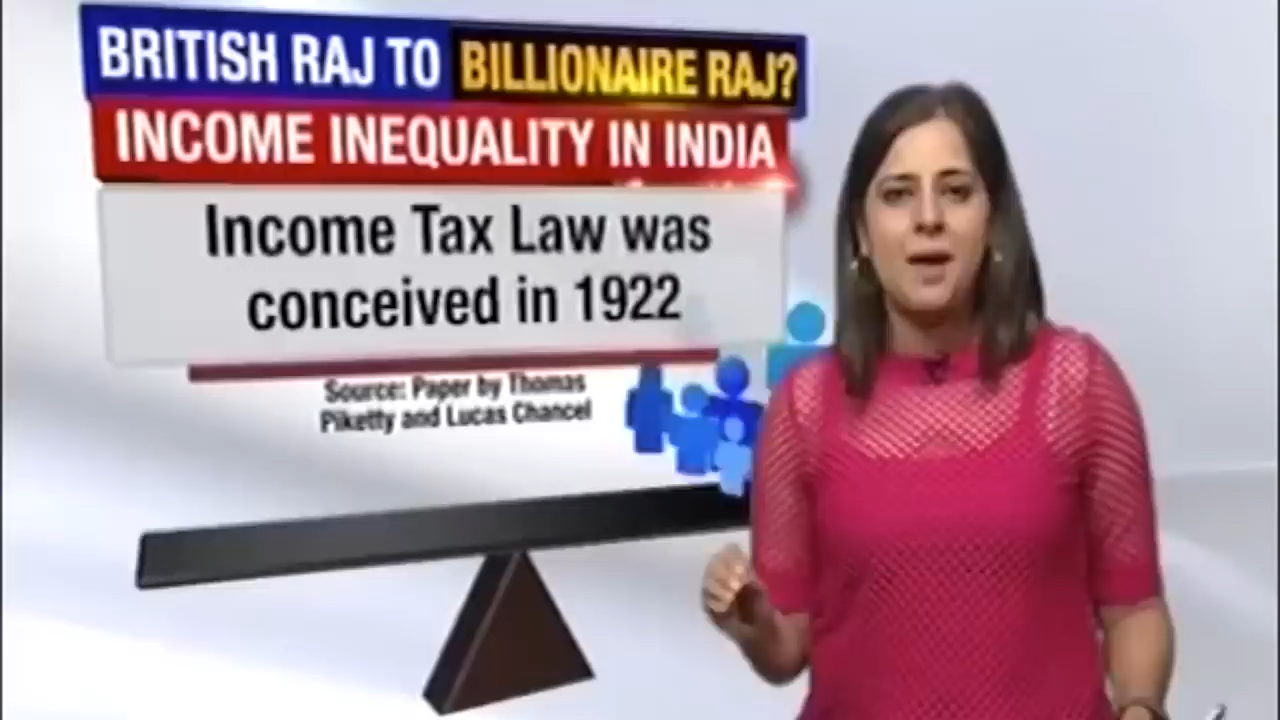 BRITISH RAJ TO BILLIONAIRE RAJ?
INCOME INEQUALITY IN INDIA
Income Tax Law was
conceived in 1922
Source: Paper by Thomas
Piketty and Lucas Chancel